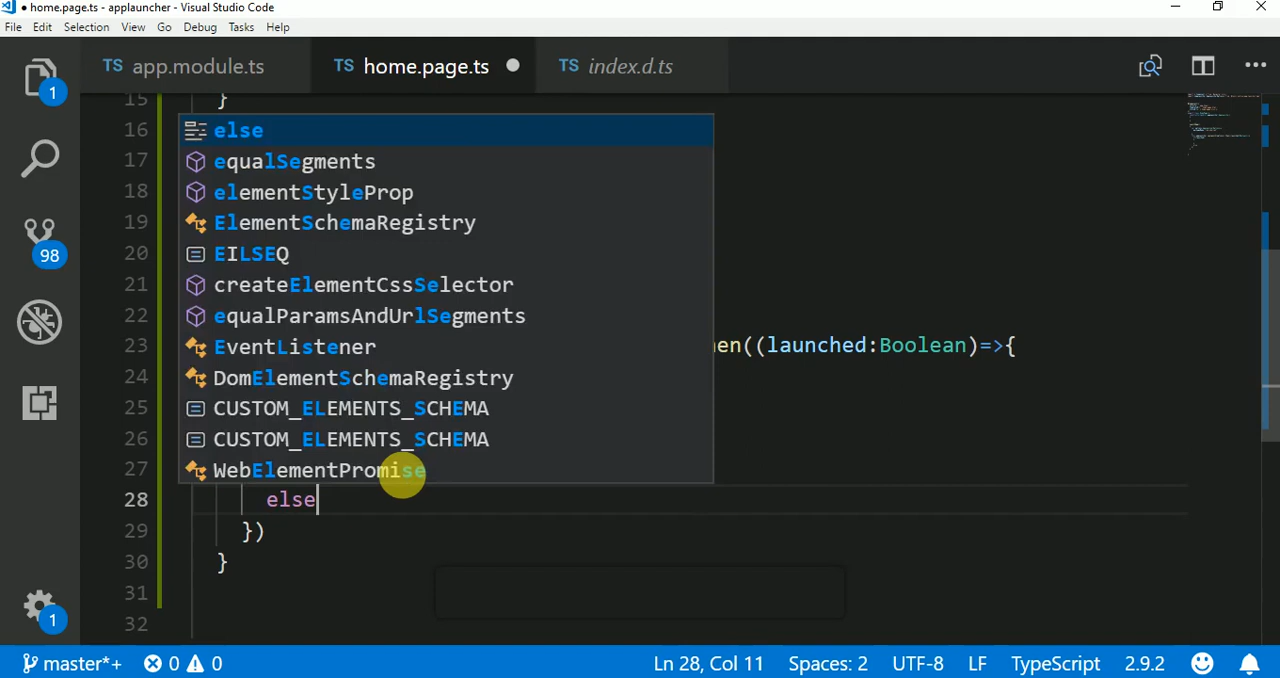 ● home.page.ts - applauncher - Visual Studio Code
File Edit Selection View Go Debug Tasks Help
TS app.module.ts TS home.page.ts ● TS index.d.ts
1
98
1
15 }
16 else
17 equalSegments
18 elementStyleProp
19 ElementSchemaRegistry
20 EILSEQ
21 createElementCssSelector
22 equalParamsAndUrlSegments
23 EventListener en((launched:Boolean)=>{
24 DomElementSchemaRegistry
25 CUSTOM_ELEMENTS_SCHEMA
26 CUSTOM_ELEMENTS_SCHEMA
27 WebElementPromise
28 else
29 })
30 }
31
32
master*+ 0 0 Ln 28, Col 11 Spaces: 2 UTF-8 LF TypeScript 2.9.2